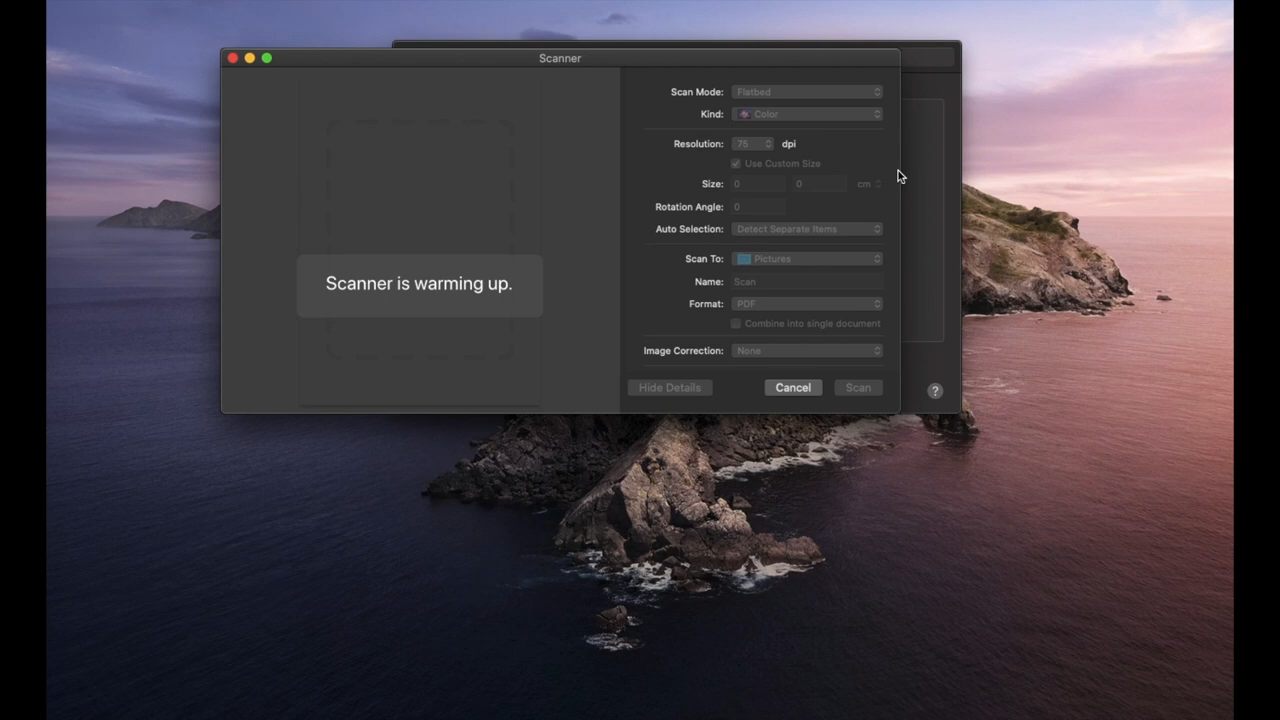 Scanner
Scan Mode: Flatbed
Kind: Color
Resolution: 75 dpi
Use Custom Size
Size: 0 0 cm
Rotation Angle: 0
Auto Selection: Detect Separate Items
Scan To: Pictures
Scanner is warming up.
Name: Scan
Format: PDF
Combine into single document
Image Correction: None
Hide Details Cancel Scan ?